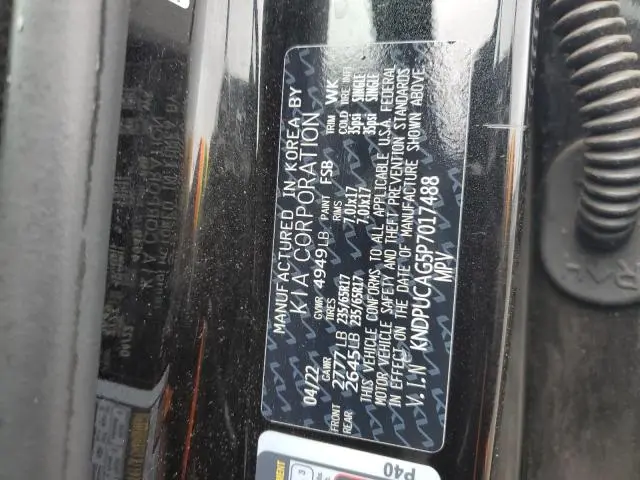 MANUFACTURED IN KOREA BY
KIA CORPORATION
04/22 GVWR 4949LB PAINT FSB TRIM WK
GAWR TIRES RIMS COLD TIRE INF
FRONT 2777LB 235/65R17 7.0Jx17 35psi SINGLE
REAR 2645LB 235/65R17 7.0Jx17 35psi SINGLE
THIS VEHICLE CONFORMS TO ALL APPLICABLE U.S.A. FEDERAL
MOTOR VEHICLE SAFETY AND THEFT PREVENTION STANDARDS
IN EFFECT ON THE DATE OF MANUFACTURE SHOWN ABOVE
V.I.N KNDPUCAG5P7017488
MPV
P40